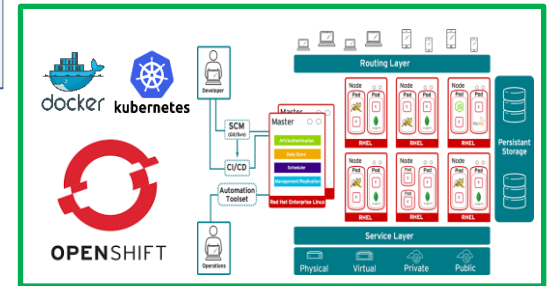 docker
kubernetes
OPENSHIFT
Developer
SCM
(Git/Svn)
CI/CD
Automation
Toolset
Operations
Master
Master
API/Authentication
Data Store
Scheduler
Management/Replication
Red Hat Enterprise Linux
Routing Layer
Node
Pod
Pod
RHEL
Node
Pod
Pod
RHEL
Node
Pod
Pod
RHEL
Node
Pod
Pod
RHEL
Node
Pod
Pod
RHEL
Node
Pod
Pod
RHEL
Persistant
Storage
Service Layer
Physical
Virtual
Private
Public